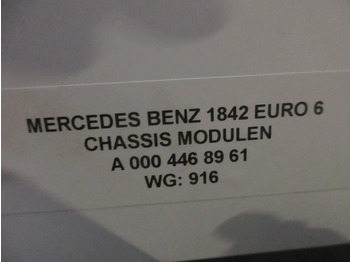 MERCEDES BENZ 1842 EURO 6
CHASSIS MODULEN
A 000 446 89 61
WG: 916